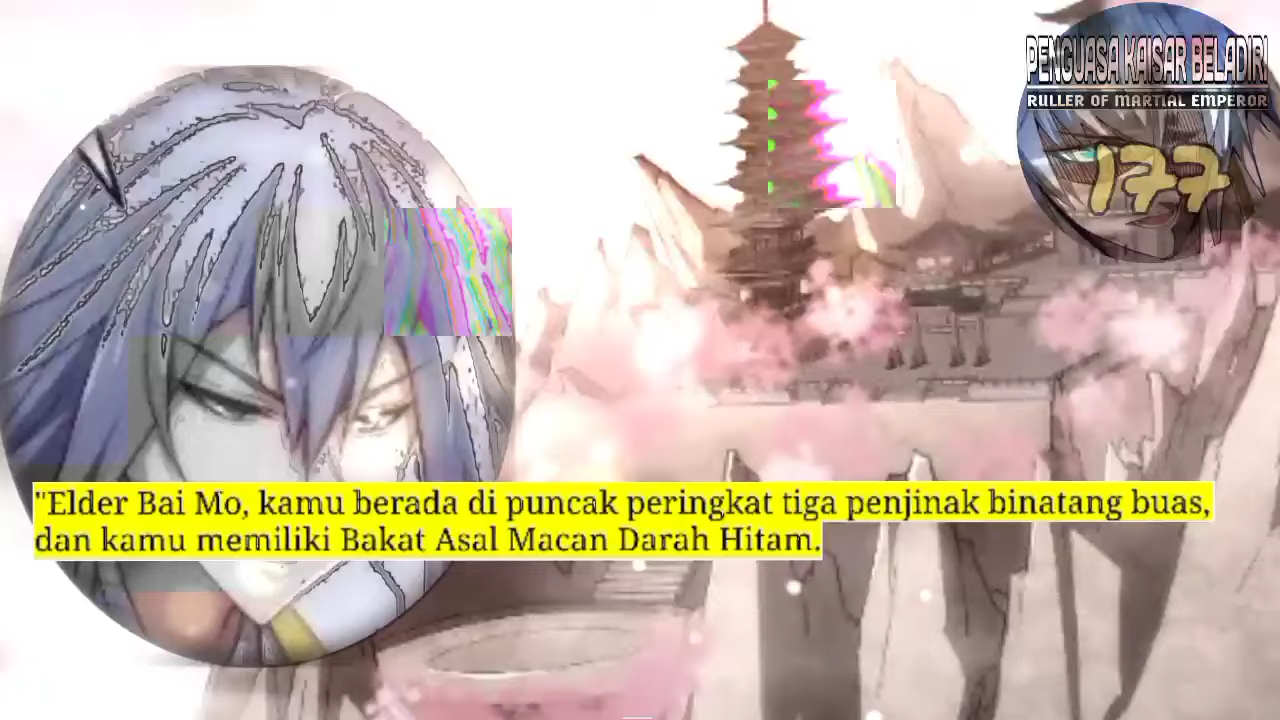 PENGUASA KAISAR BELADIRI
RULLER OF MARTIAL EMPEROR
177
"Elder Bai Mo, kamu berada di puncak peringkat tiga penjinak binatang buas,
dan kamu memiliki Bakat Asal Macan Darah Hitam.